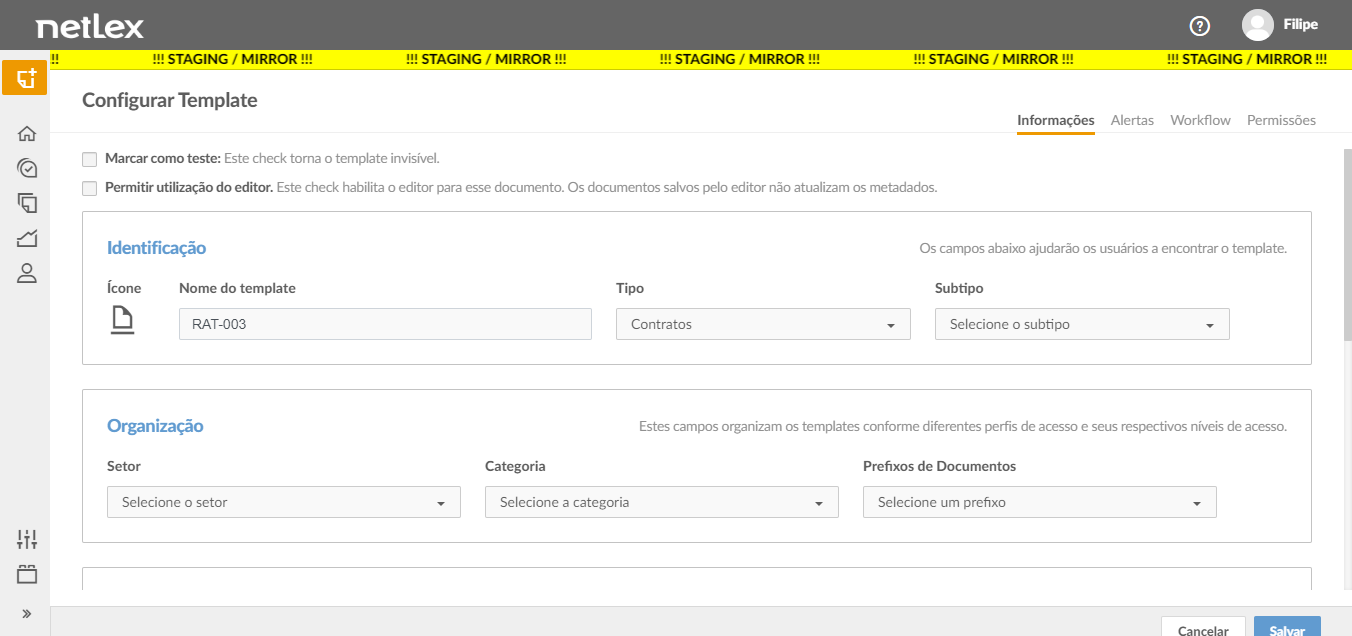 netlex
Filipe
!! !!! STAGING / MIRROR !!! !!! STAGING / MIRROR !!! !!! STAGING / MIRROR !!! !!! STAGING / MIRROR !!! !!! STAGING / MIRROR !!!
Configurar Template
Informações Alertas Workflow Permissões
Marcar como teste: Este check torna o template invisível.
Permitir utilização do editor. Este check habilita o editor para esse documento. Os documentos salvos pelo editor não atualizam os metadados.
Identificação Os campos abaixo ajudarão os usuários a encontrar o template.
Ícone Nome do template Tipo Subtipo
RAT-003 Contratos Selecione o subtipo
Organização Estes campos organizam os templates conforme diferentes perfis de acesso e seus respectivos níveis de acesso.
Setor Categoria Prefixos de Documentos
Selecione o setor Selecione a categoria Selecione um prefixo
Cancelar Salvar